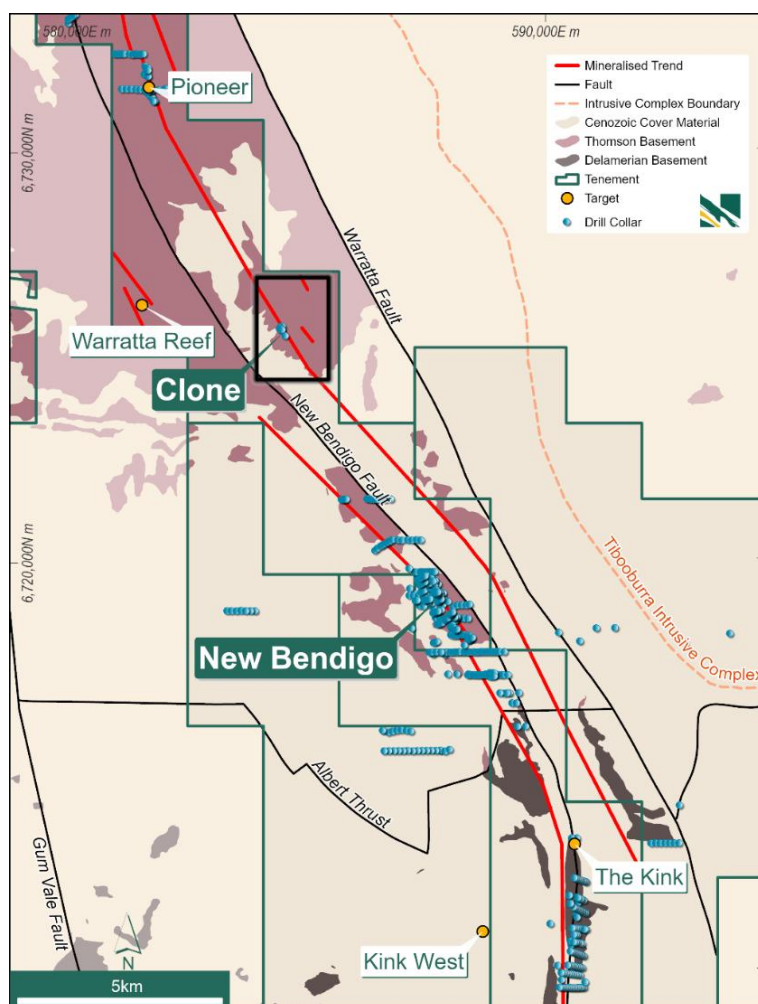 580,000E m
590,000E m
6,730,000N m
6,720,000N m
Mineralised Trend
Fault
Intrusive Complex Boundary
Cenozoic Cover Material
Thomson Basement
Delamerian Basement
Tenement
Target
Drill Collar
Pioneer
Warratta Fault
Warratta Reef
Clone
New Bendigo Fault
Tibooburra Intrusive Complex
New Bendigo
Albert Thrust
Gum Vale Fault
The Kink
Kink West
N
5km